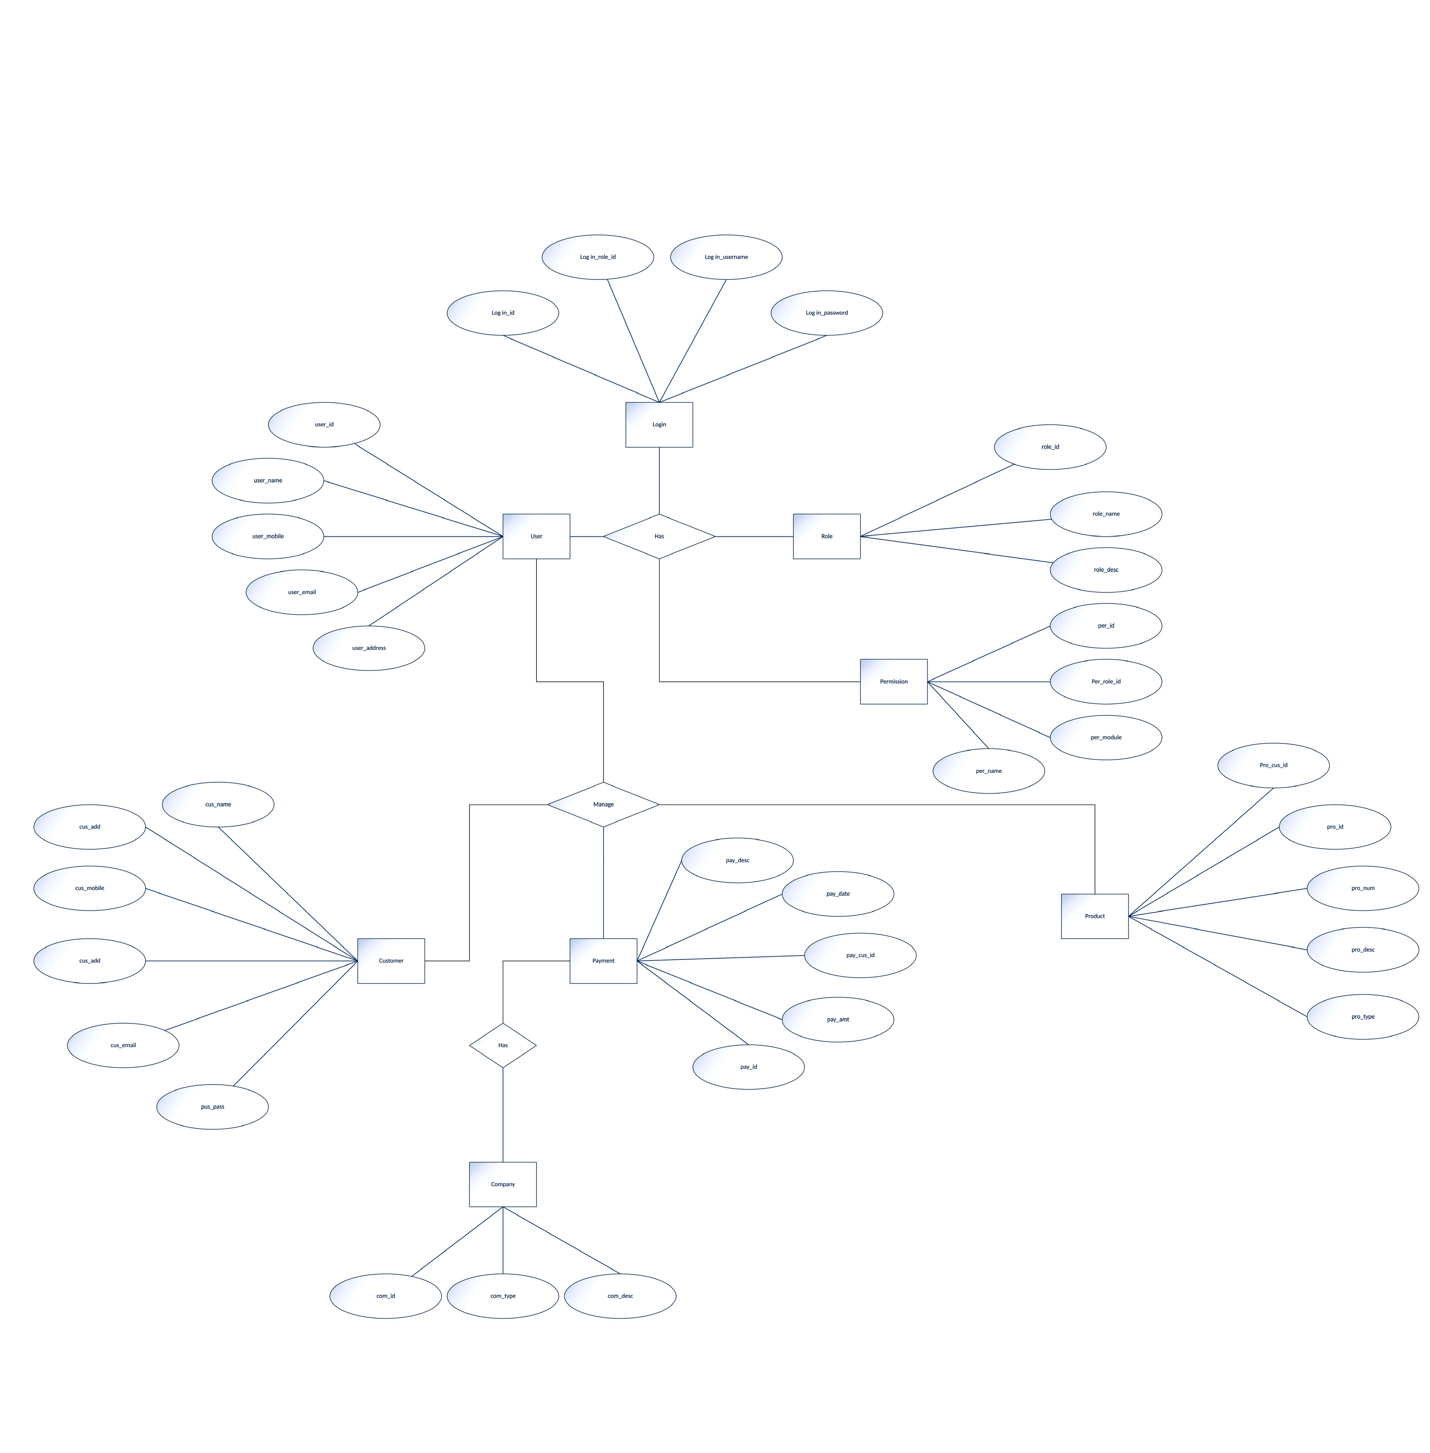 Log in_role_id
Log in_username
Log in_id
Log in_password
Login
user_id
user_name
user_mobile
user_email
user_address
User
Has
Role
role_id
role_name
role_desc
Permission
per_id
Per_role_id
per_module
per_name
Manage
cus_name
cus_add
cus_mobile
cus_add
cus_email
pus_pass
Customer
Payment
pay_desc
pay_date
pay_cus_id
pay_amt
pay_id
Product
Pro_cus_id
pro_id
pro_num
pro_desc
pro_type
Has
Company
com_id
com_type
com_desc